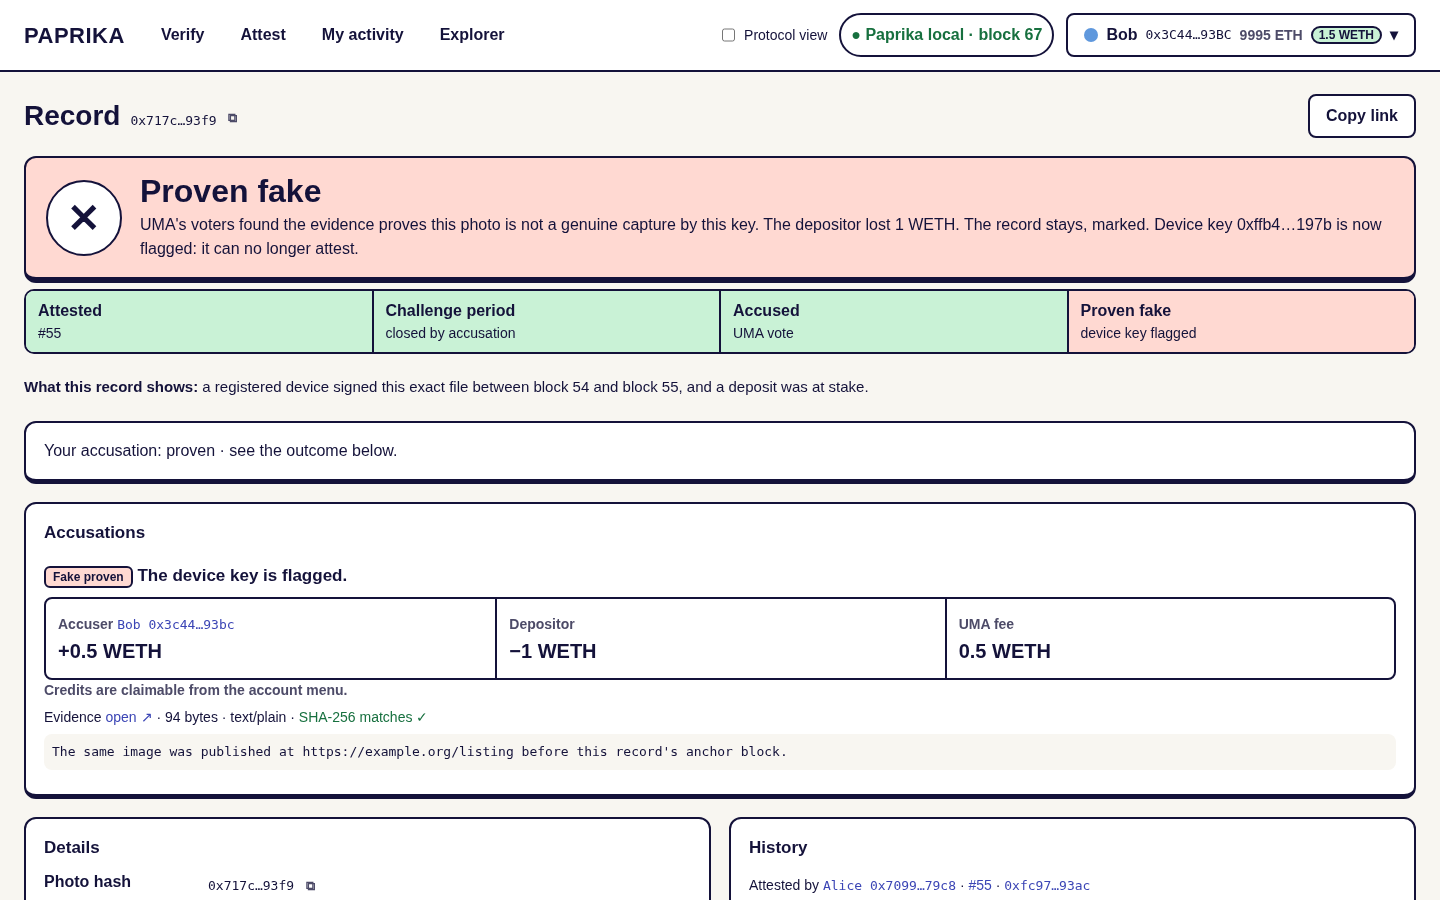 PAPRIKA Verify Attest My activity Explorer Protocol view ● Paprika local · block 67 Bob 0x3C44…93BC 9995 ETH 1.5 WETH ▼
Record 0x717c…93f9 ⧉ Copy link
✕ Proven fake
UMA's voters found the evidence proves this photo is not a genuine capture by this key. The depositor lost 1 WETH. The record stays, marked. Device key 0xffb4…197b is now
flagged: it can no longer attest.
Attested Challenge period Accused Proven fake
#55 closed by accusation UMA vote device key flagged
What this record shows: a registered device signed this exact file between block 54 and block 55, and a deposit was at stake.
Your accusation: proven · see the outcome below.
Accusations
Fake proven The device key is flagged.
Accuser Bob 0x3c44…93bc Depositor UMA fee
+0.5 WETH −1 WETH 0.5 WETH
Credits are claimable from the account menu.
Evidence open ↗ · 94 bytes · text/plain · SHA-256 matches ✓
The same image was published at https://example.org/listing before this record's anchor block.
Details History
Photo hash 0x717c…93f9 ⧉ Attested by Alice 0x7099…79c8 · #55 · 0xfc97…93ac